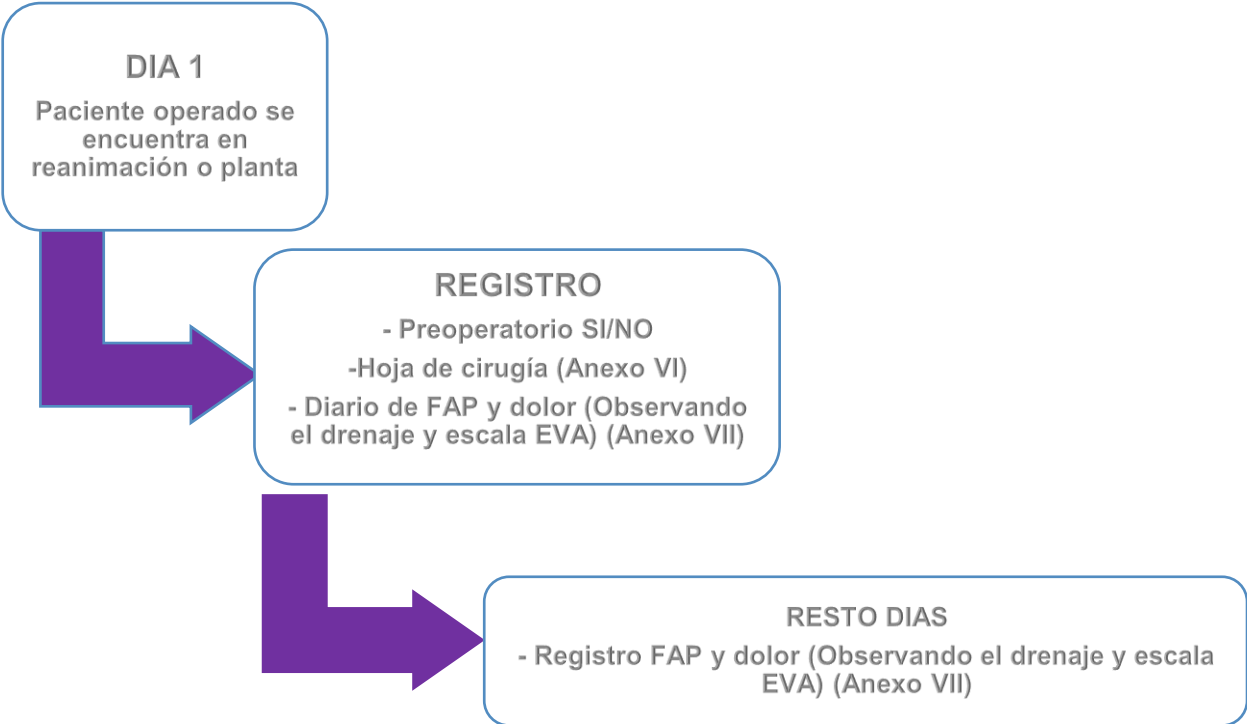 DIA 1
Paciente operado se
encuentra en
reanimación o planta
REGISTRO
- Preoperatorio SI/NO
-Hoja de cirugía (Anexo VI)
- Diario de FAP y dolor (Observando
el drenaje y escala EVA) (Anexo VII)
RESTO DIAS
- Registro FAP y dolor (Observando el drenaje y escala
EVA) (Anexo VII)